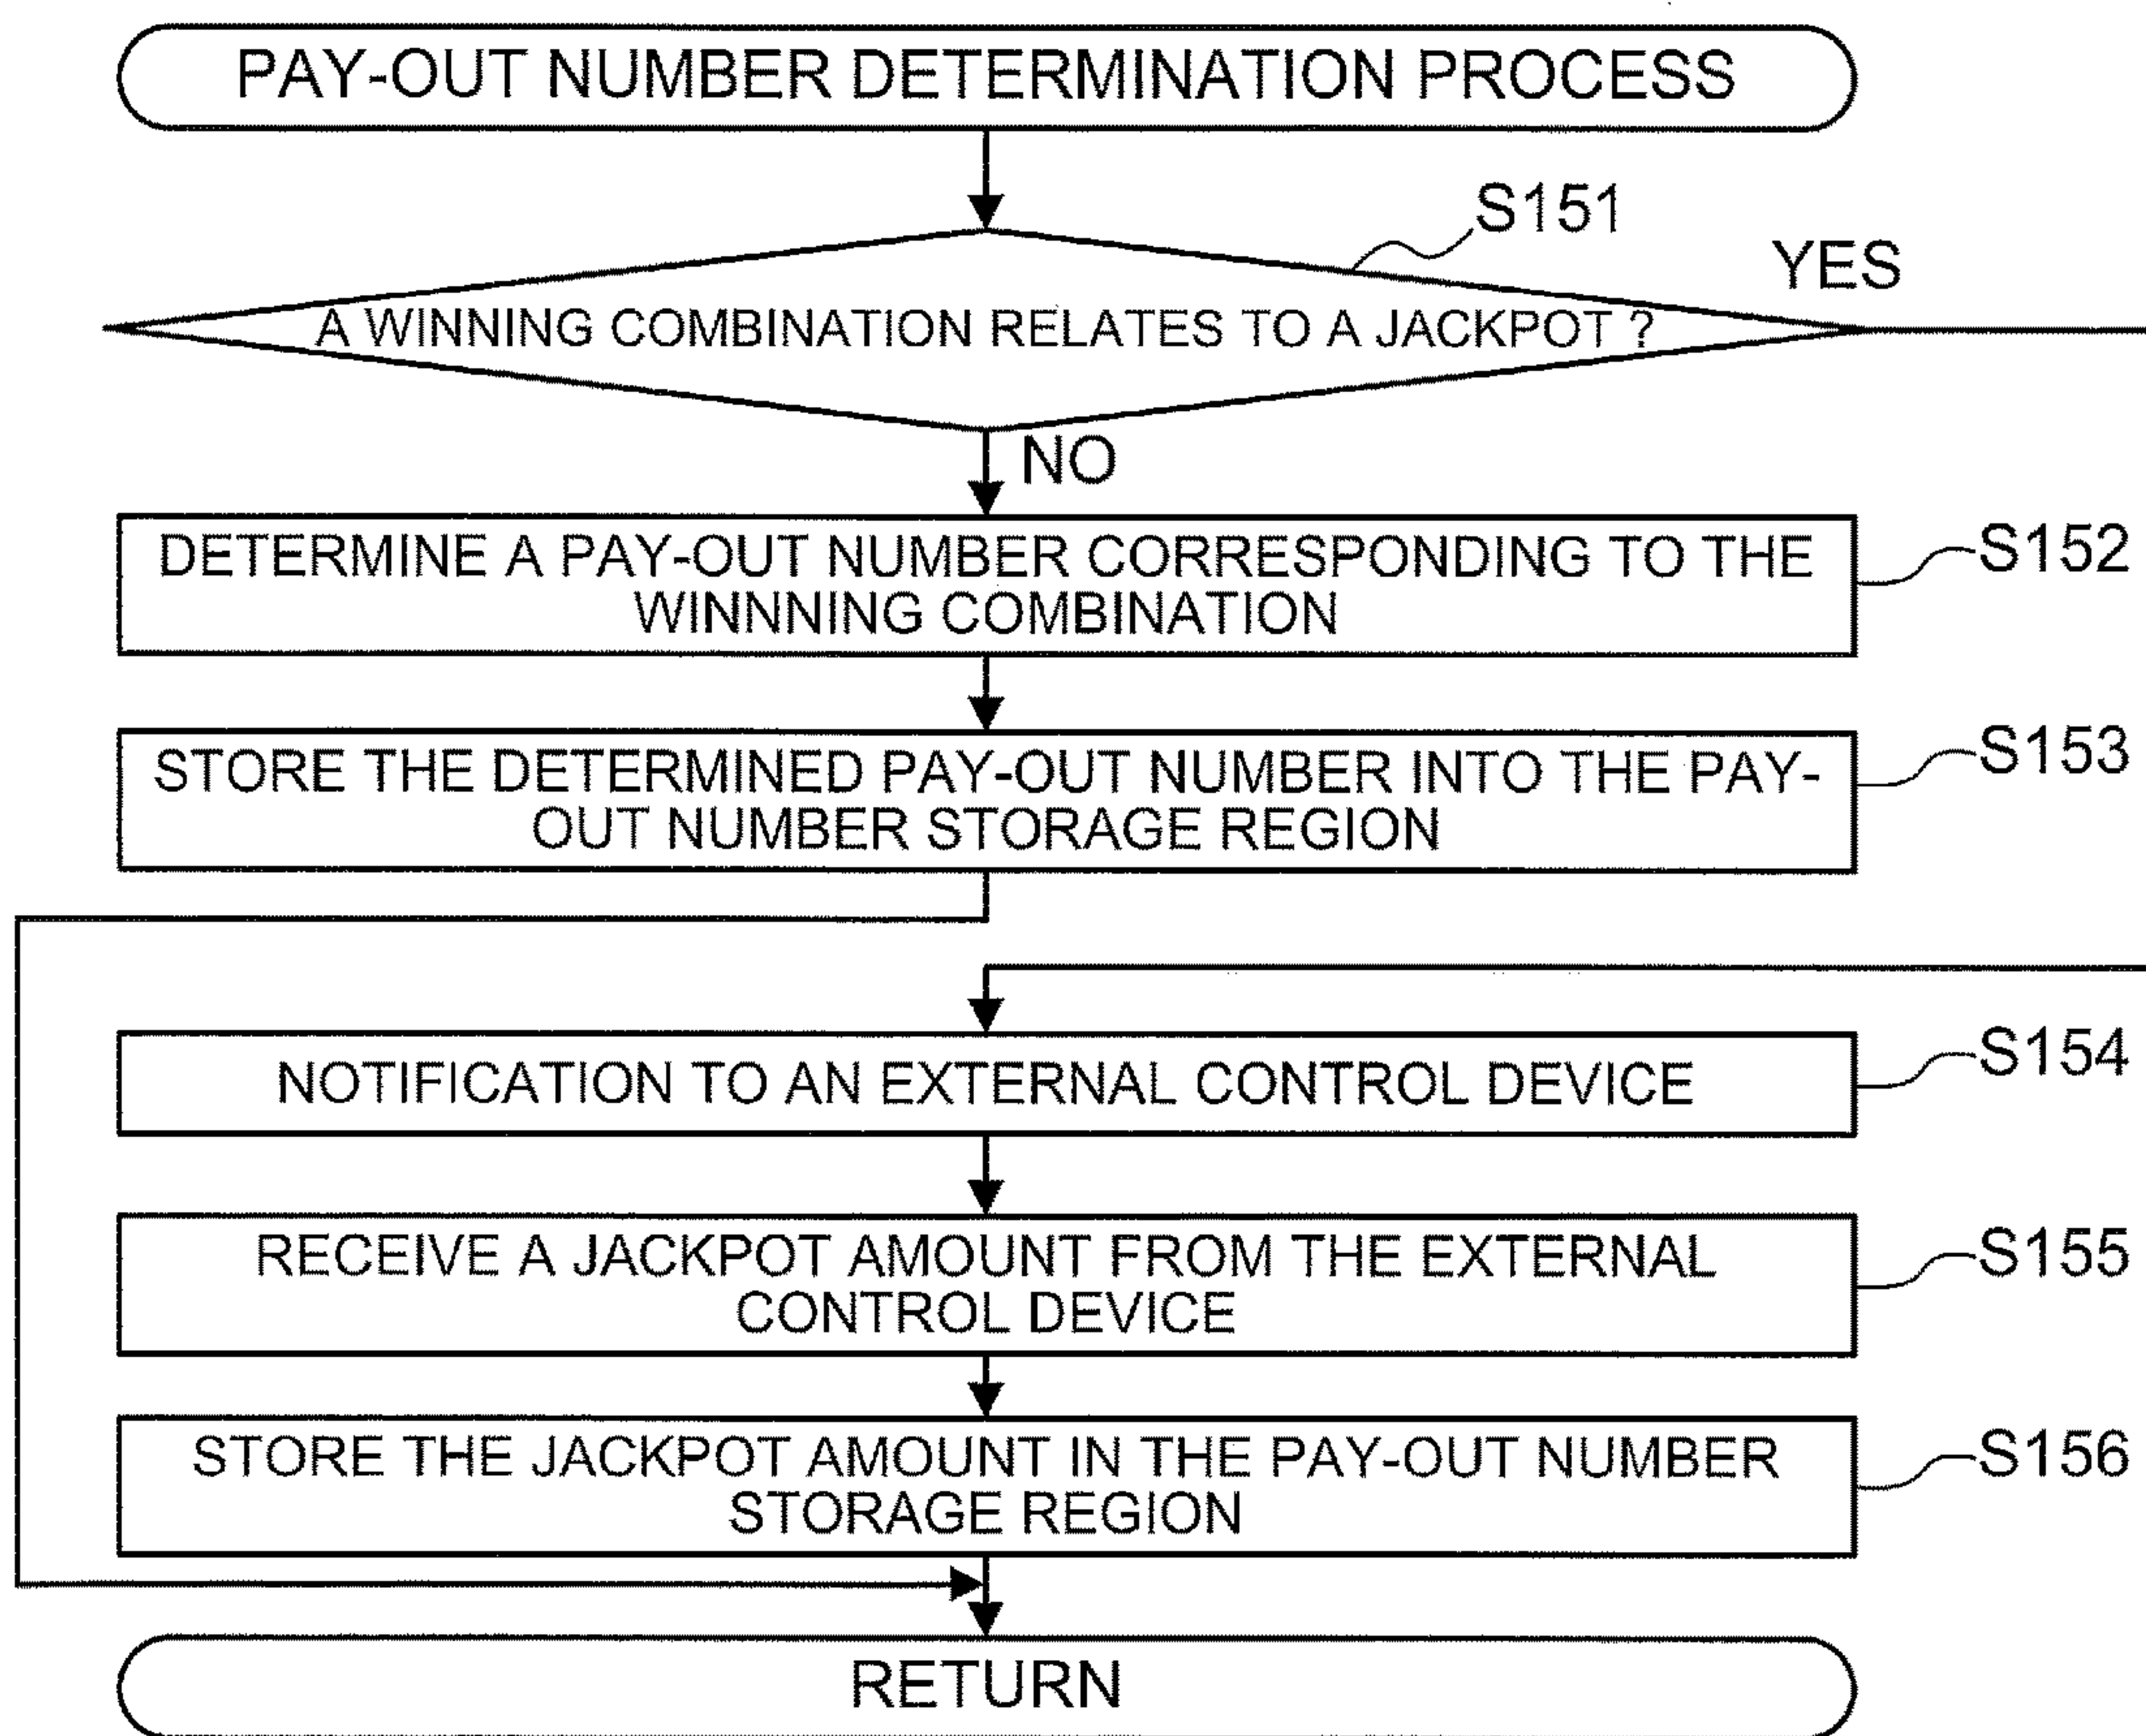 PAY-OUT NUMBER DETERMINATION PROCESS
S151
YES
A WINNING COMBINATION RELATES TO A JACKPOT ?
NO
DETERMINE A PAY-OUT NUMBER CORRESPONDING TO THE
WINNNING COMBINATION
S152
STORE THE DETERMINED PAY-OUT NUMBER INTO THE PAY-
OUT NUMBER STORAGE REGION
S153
NOTIFICATION TO AN EXTERNAL CONTROL DEVICE
S154
RECEIVE A JACKPOT AMOUNT FROM THE EXTERNAL
CONTROL DEVICE
S155
STORE THE JACKPOT AMOUNT IN THE PAY-OUT NUMBER
STORAGE REGION
S156
RETURN